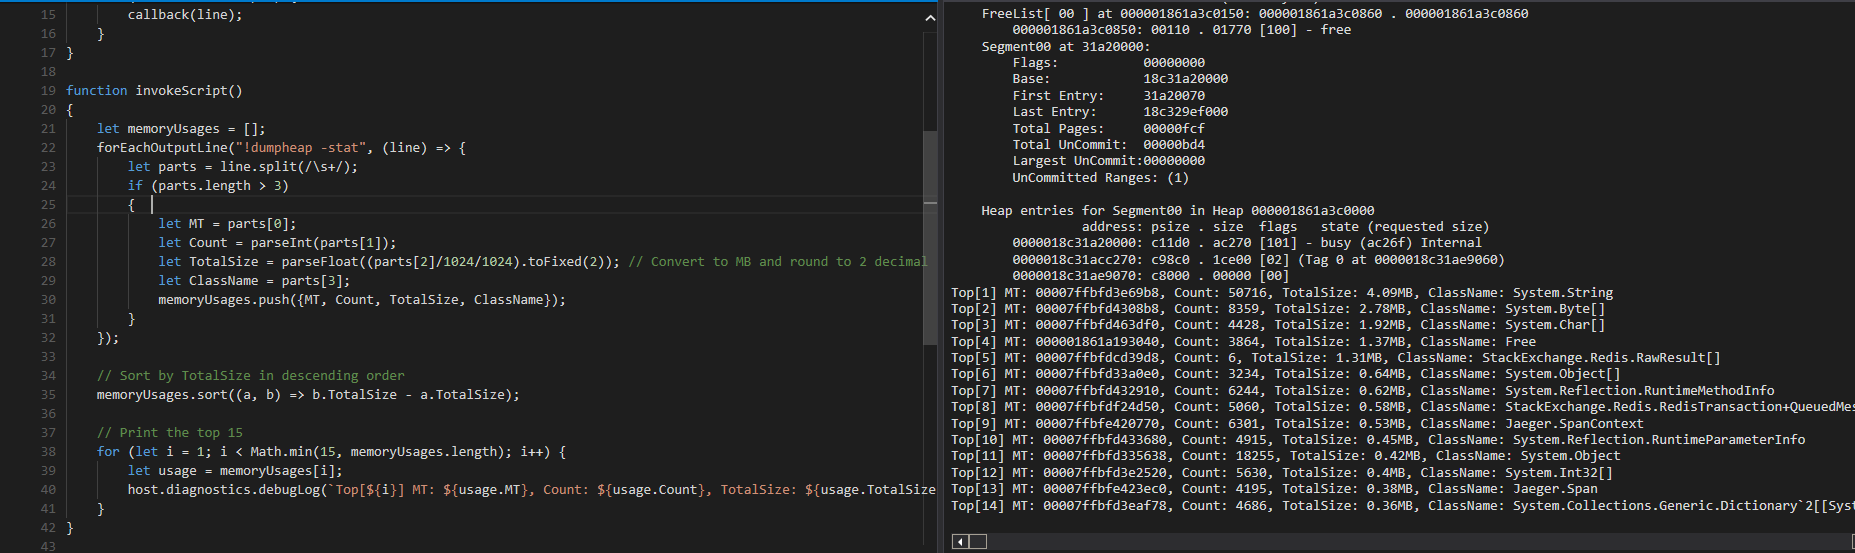 15 callback(line);
16 }
17 }
18
19 function invokeScript()
20 {
21 let memoryUsages = [];
22 forEachOutputLine("!dumpheap -stat", (line) => {
23 let parts = line.split(/\s+/);
24 if (parts.length > 3)
25 {
26 let MT = parts[0];
27 let Count = parseInt(parts[1]);
28 let TotalSize = parseFloat((parts[2]/1024/1024).toFixed(2)); // Convert to MB and round to 2 decimal
29 let ClassName = parts[3];
30 memoryUsages.push({MT, Count, TotalSize, ClassName});
31 }
32 });
33
34 // Sort by TotalSize in descending order
35 memoryUsages.sort((a, b) => b.TotalSize - a.TotalSize);
36
37 // Print the top 15
38 for (let i = 1; i < Math.min(15, memoryUsages.length); i++) {
39 let usage = memoryUsages[i];
40 host.diagnostics.debugLog(`Top[${i}] MT: ${usage.MT}, Count: ${usage.Count}, TotalSize: ${usage.TotalSize
41 }
42 }
43
FreeList[ 00 ] at 000001861a3c0150: 000001861a3c0860 . 000001861a3c0860
000001861a3c0850: 00110 . 01770 [100] - free
Segment00 at 31a20000:
Flags: 00000000
Base: 18c31a20000
First Entry: 31a20070
Last Entry: 18c329ef000
Total Pages: 00000fcf
Total UnCommit: 00000bd4
Largest UnCommit:00000000
UnCommitted Ranges: (1)
Heap entries for Segment00 in Heap 000001861a3c0000
address: psize . size flags state (requested size)
0000018c31a20000: c11d0 . ac270 [101] - busy (ac26f) Internal
0000018c31acc270: c98c0 . 1ce00 [02] (Tag 0 at 0000018c31ae9060)
0000018c31ae9070: c8000 . 00000 [00]
Top[1] MT: 00007ffbfd3e69b8, Count: 50716, TotalSize: 4.09MB, ClassName: System.String
Top[2] MT: 00007ffbfd4308b8, Count: 8359, TotalSize: 2.78MB, ClassName: System.Byte[]
Top[3] MT: 00007ffbfd463df0, Count: 4428, TotalSize: 1.92MB, ClassName: System.Char[]
Top[4] MT: 000001861a193040, Count: 3864, TotalSize: 1.37MB, ClassName: Free
Top[5] MT: 00007ffbfdcd39d8, Count: 6, TotalSize: 1.31MB, ClassName: StackExchange.Redis.RawResult[]
Top[6] MT: 00007ffbfd33a0e0, Count: 3234, TotalSize: 0.64MB, ClassName: System.Object[]
Top[7] MT: 00007ffbfd432910, Count: 6244, TotalSize: 0.62MB, ClassName: System.Reflection.RuntimeMethodInfo
Top[8] MT: 00007ffbfdf24d50, Count: 5060, TotalSize: 0.58MB, ClassName: StackExchange.Redis.RedisTransaction+QueuedMes
Top[9] MT: 00007ffbfe420770, Count: 6301, TotalSize: 0.53MB, ClassName: Jaeger.SpanContext
Top[10] MT: 00007ffbfd433680, Count: 4915, TotalSize: 0.45MB, ClassName: System.Reflection.RuntimeParameterInfo
Top[11] MT: 00007ffbfd335638, Count: 18255, TotalSize: 0.42MB, ClassName: System.Object
Top[12] MT: 00007ffbfd3e2520, Count: 5630, TotalSize: 0.4MB, ClassName: System.Int32[]
Top[13] MT: 00007ffbfe423ec0, Count: 4195, TotalSize: 0.38MB, ClassName: Jaeger.Span
Top[14] MT: 00007ffbfd3eaf78, Count: 4686, TotalSize: 0.36MB, ClassName: System.Collections.Generic.Dictionary`2[[Syst